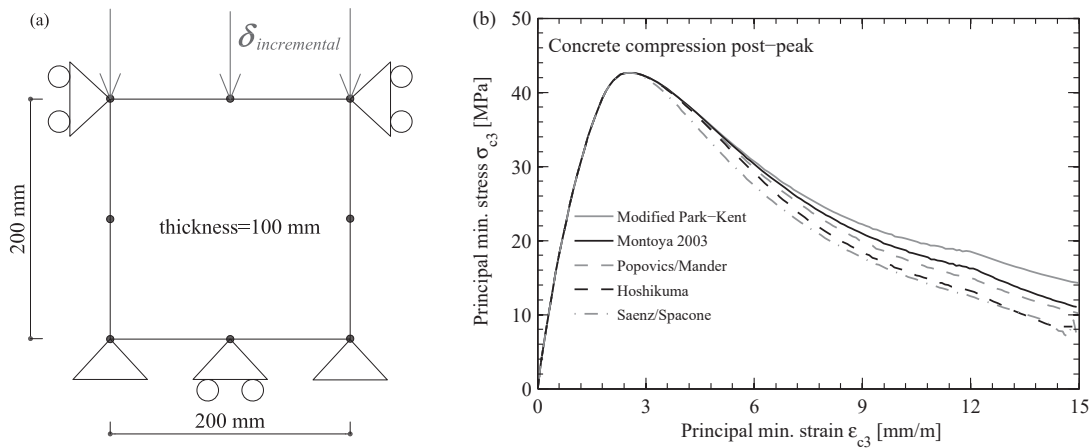 (a)
δincremental
200 mm
thickness=100 mm
200 mm
(b)
Concrete compression post−peak
Principal min. stress σc3 [MPa]
50
40
30
20
10
0
Modified Park−Kent
Montoya 2003
Popovics/Mander
Hoshikuma
Saenz/Spacone
0 3 6 9 12 15
Principal min. strain εc3 [mm/m]